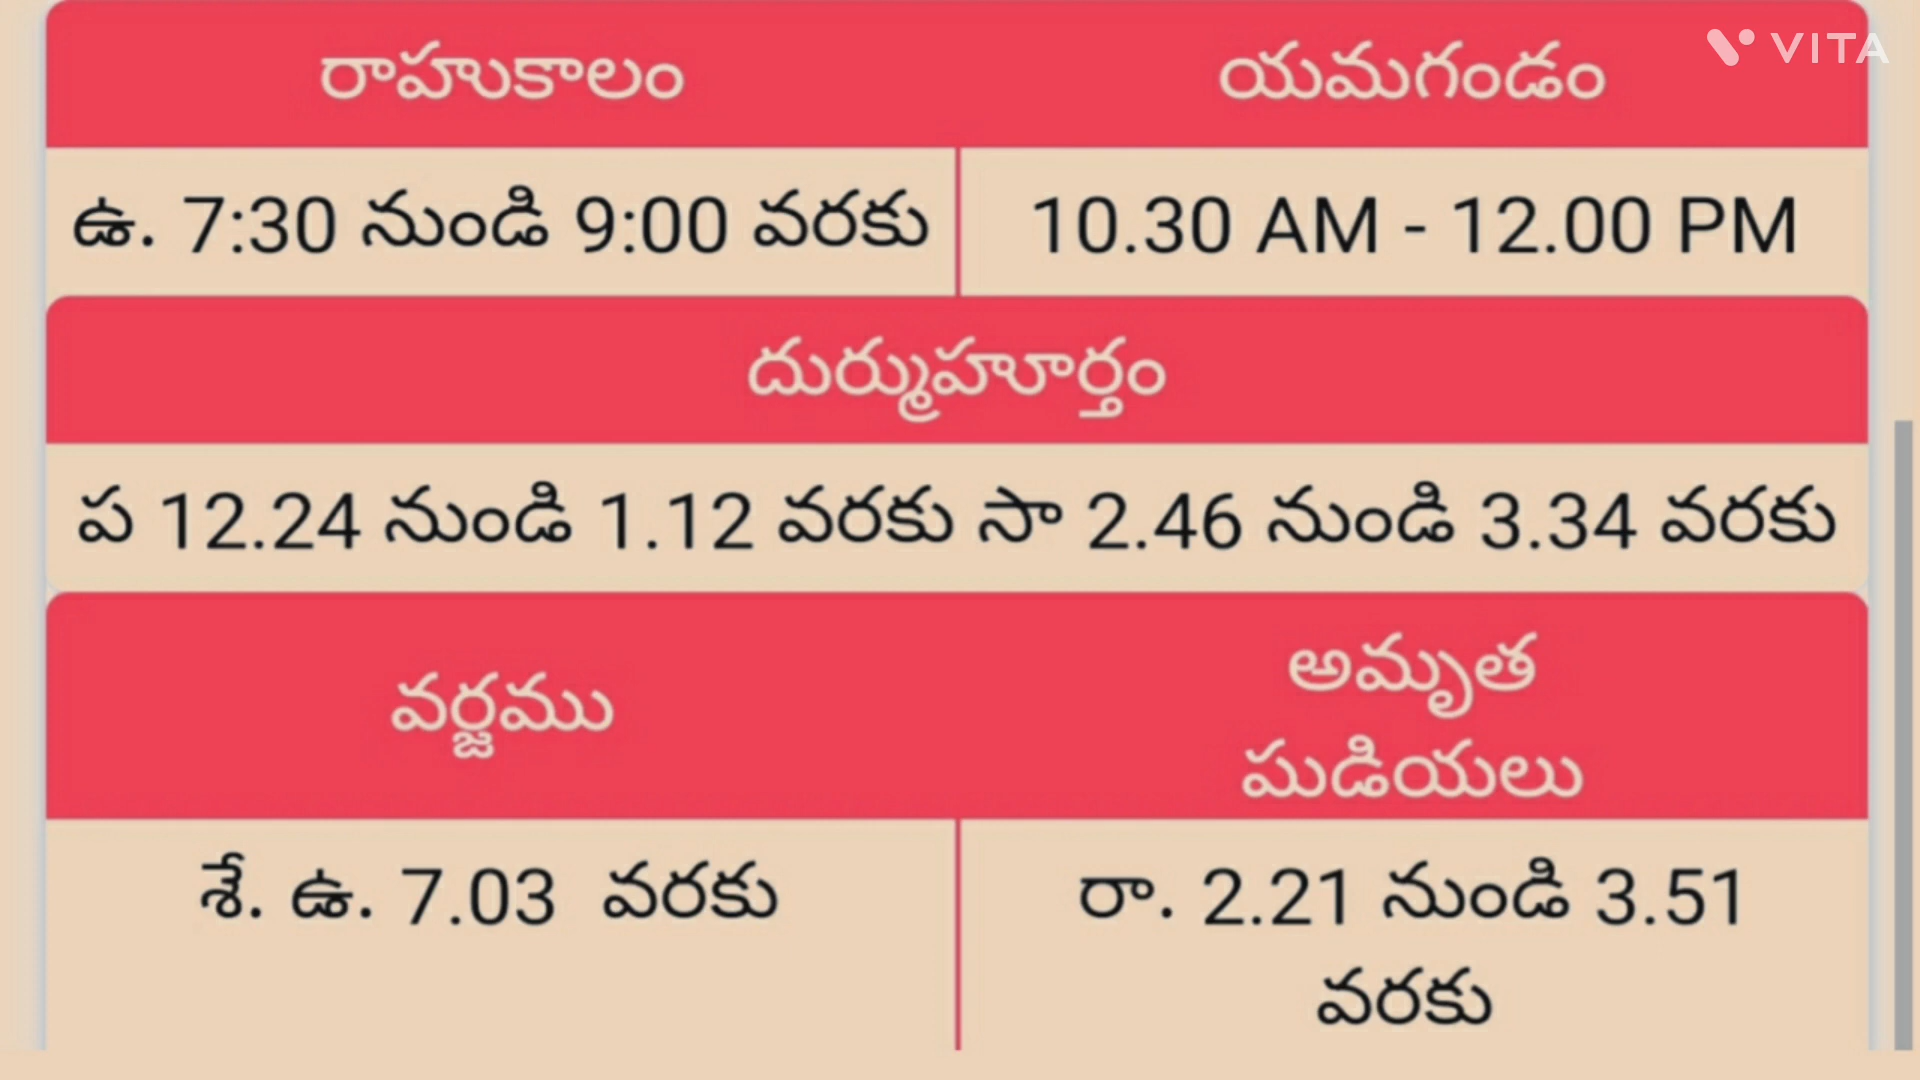 రాహుకాలం యమగండం
VITA
ఉ. 7:30 నుండి 9:00 వరకు 10.30 AM - 12.00 PM
దుర్ముహూర్తం
ప 12.24 నుండి 1.12 వరకు సా 2.46 నుండి 3.34 వరకు
వర్జము
అమృత
ఘడియలు
శే. ఉ. 7.03 వరకు
రా. 2.21 నుండి 3.51
వరకు